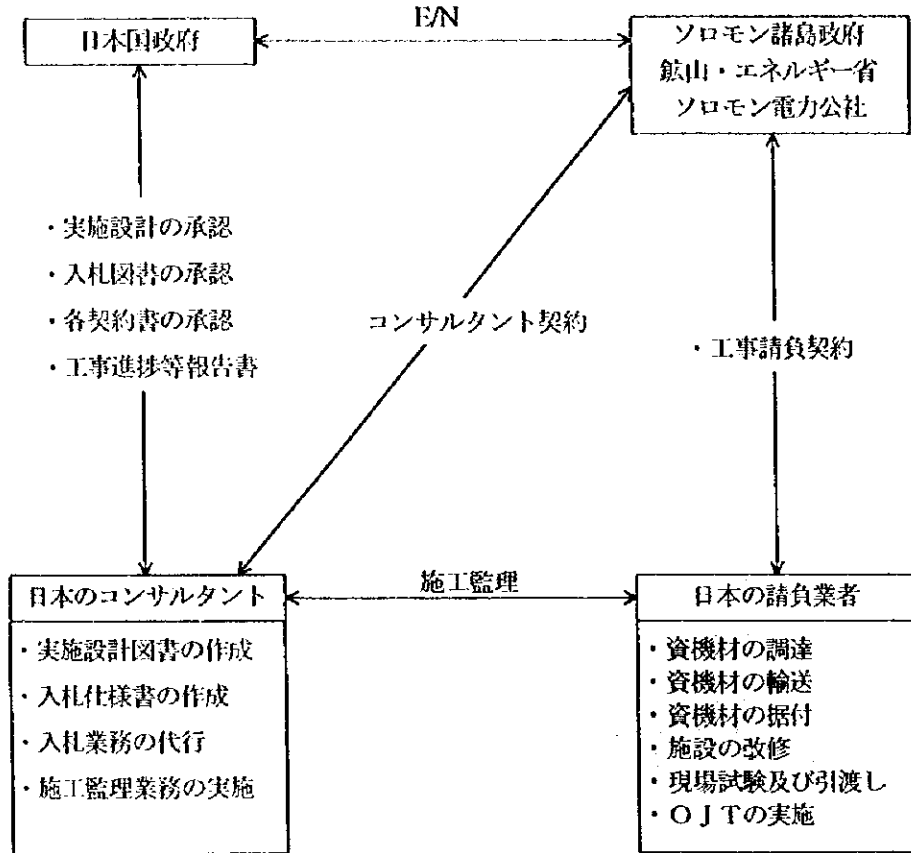 E/N
日本国政府
ソロモン諸島政府
鉱山・エネルギー省
ソロモン電力公社
・実施設計の承認
・入札図書の承認
・各契約書の承認
・工事進捗等報告書
コンサルタント契約
・工事請負契約
施工監理
日本のコンサルタント
・実施設計図書の作成
・入札仕様書の作成
・入札業務の代行
・施工監理業務の実施
日本の請負業者
・資機材の調達
・資機材の輸送
・資機材の据付
・施設の改修
・現場試験及び引渡し
・ＯＪＴの実施